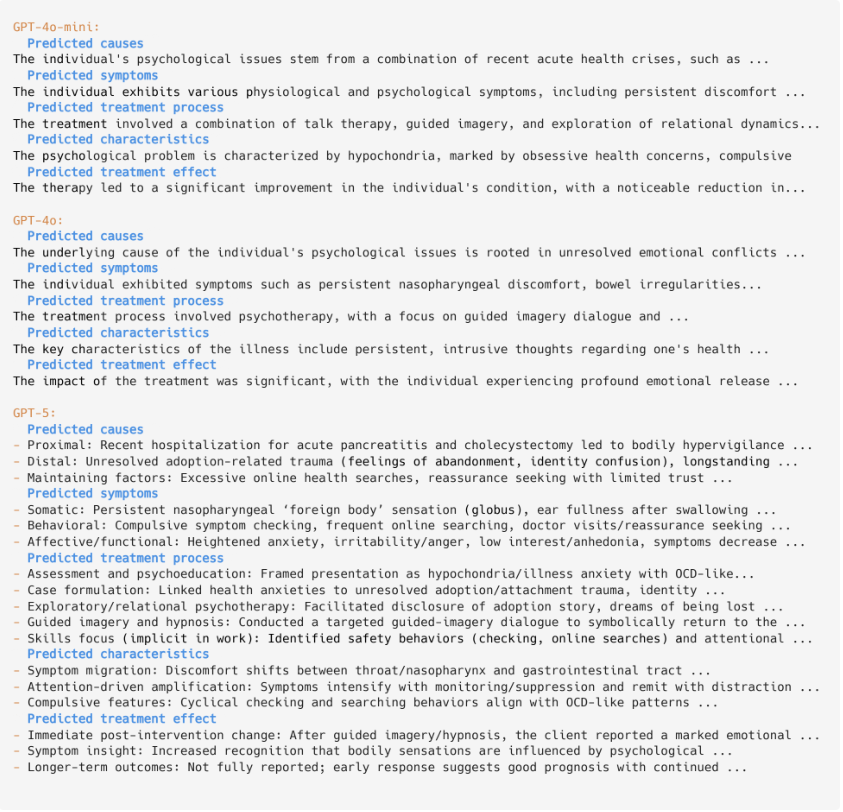 GPT-4o-mini:
Predicted causes
The individual's psychological issues stem from a combination of recent acute health crises, such as ...
Predicted symptoms
The individual exhibits various physiological and psychological symptoms, including persistent discomfort ...
Predicted treatment process
The treatment involved a combination of talk therapy, guided imagery, and exploration of relational dynamics...
Predicted characteristics
The psychological problem is characterized by hypochondria, marked by obsessive health concerns, compulsive
Predicted treatment effect
The therapy led to a significant improvement in the individual's condition, with a noticeable reduction in...
GPT-4o:
Predicted causes
The underlying cause of the individual's psychological issues is rooted in unresolved emotional conflicts ...
Predicted symptoms
The individual exhibited symptoms such as persistent nasopharyngeal discomfort, bowel irregularities...
Predicted treatment process
The treatment process involved psychotherapy, with a focus on guided imagery dialogue and ...
Predicted characteristics
The key characteristics of the illness include persistent, intrusive thoughts regarding one's health ...
Predicted treatment effect
The impact of the treatment was significant, with the individual experiencing profound emotional release ...
GPT-5:
Predicted causes
- Proximal: Recent hospitalization for acute pancreatitis and cholecystectomy led to bodily hypervigilance ...
- Distal: Unresolved adoption-related trauma (feelings of abandonment, identity confusion), longstanding ...
- Maintaining factors: Excessive online health searches, reassurance seeking with limited trust ...
Predicted symptoms
- Somatic: Persistent nasopharyngeal ‘foreign body’ sensation (globus), ear fullness after swallowing ...
- Behavioral: Compulsive symptom checking, frequent online searching, doctor visits/reassurance seeking ...
- Affective/functional: Heightened anxiety, irritability/anger, low interest/anhedonia, symptoms decrease ...
Predicted treatment process
- Assessment and psychoeducation: Framed presentation as hypochondria/illness anxiety with OCD-like...
- Case formulation: Linked health anxieties to unresolved adoption/attachment trauma, identity ...
- Exploratory/relational psychotherapy: Facilitated disclosure of adoption story, dreams of being lost ...
- Guided imagery and hypnosis: Conducted a targeted guided-imagery dialogue to symbolically return to the ...
- Skills focus (implicit in work): Identified safety behaviors (checking, online searches) and attentional ...
Predicted characteristics
- Symptom migration: Discomfort shifts between throat/nasopharynx and gastrointestinal tract ...
- Attention-driven amplification: Symptoms intensify with monitoring/suppression and remit with distraction ...
- Compulsive features: Cyclical checking and searching behaviors align with OCD-like patterns ...
Predicted treatment effect
- Immediate post-intervention change: After guided imagery/hypnosis, the client reported a marked emotional ...
- Symptom insight: Increased recognition that bodily sensations are influenced by psychological ...
- Longer-term outcomes: Not fully reported; early response suggests good prognosis with continued ...